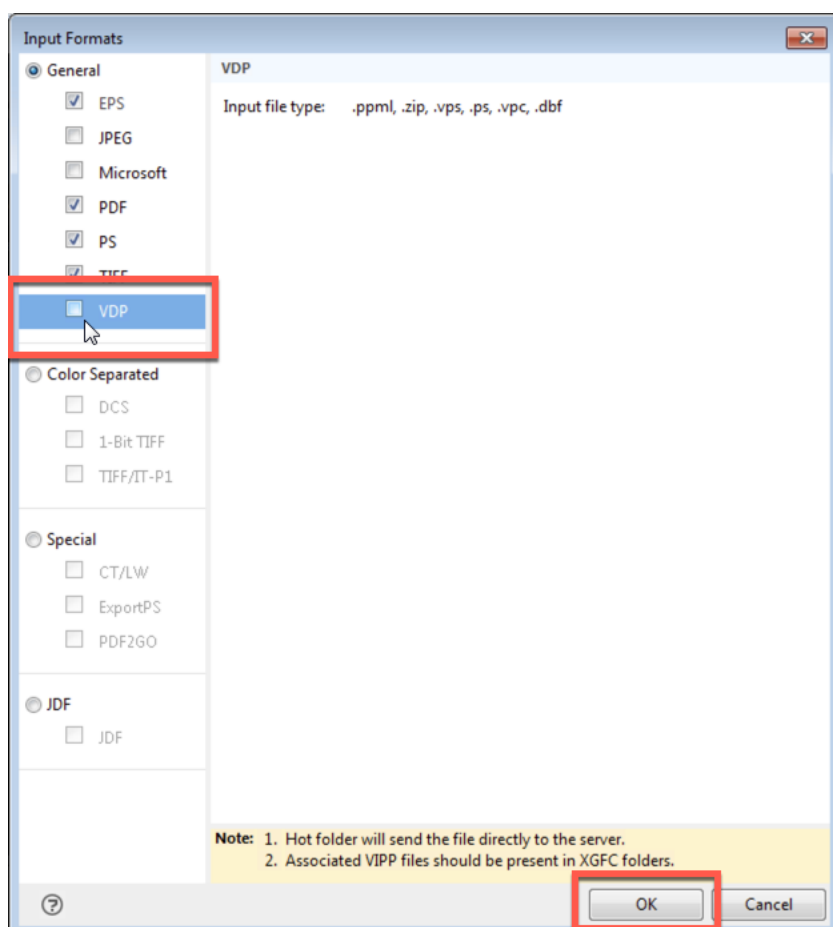 Input Formats
General
EPS
JPEG
Microsoft
PDF
PS
TIFF
VDP
Color Separated
DCS
1-Bit TIFF
TIFF/IT-P1
Special
CT/LW
ExportPS
PDF2GO
JDF
JDF
VDP
Input file type: .ppml, .zip, .vps, .ps, .vpc, .dbf
Note: 1. Hot folder will send the file directly to the server.
2. Associated VIPP files should be present in XGFC folders.
OK
Cancel